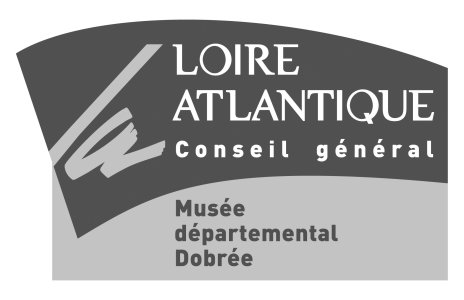 LOIRE
ATLANTIQUE
Conseil général
Musée
départemental
Dobrée